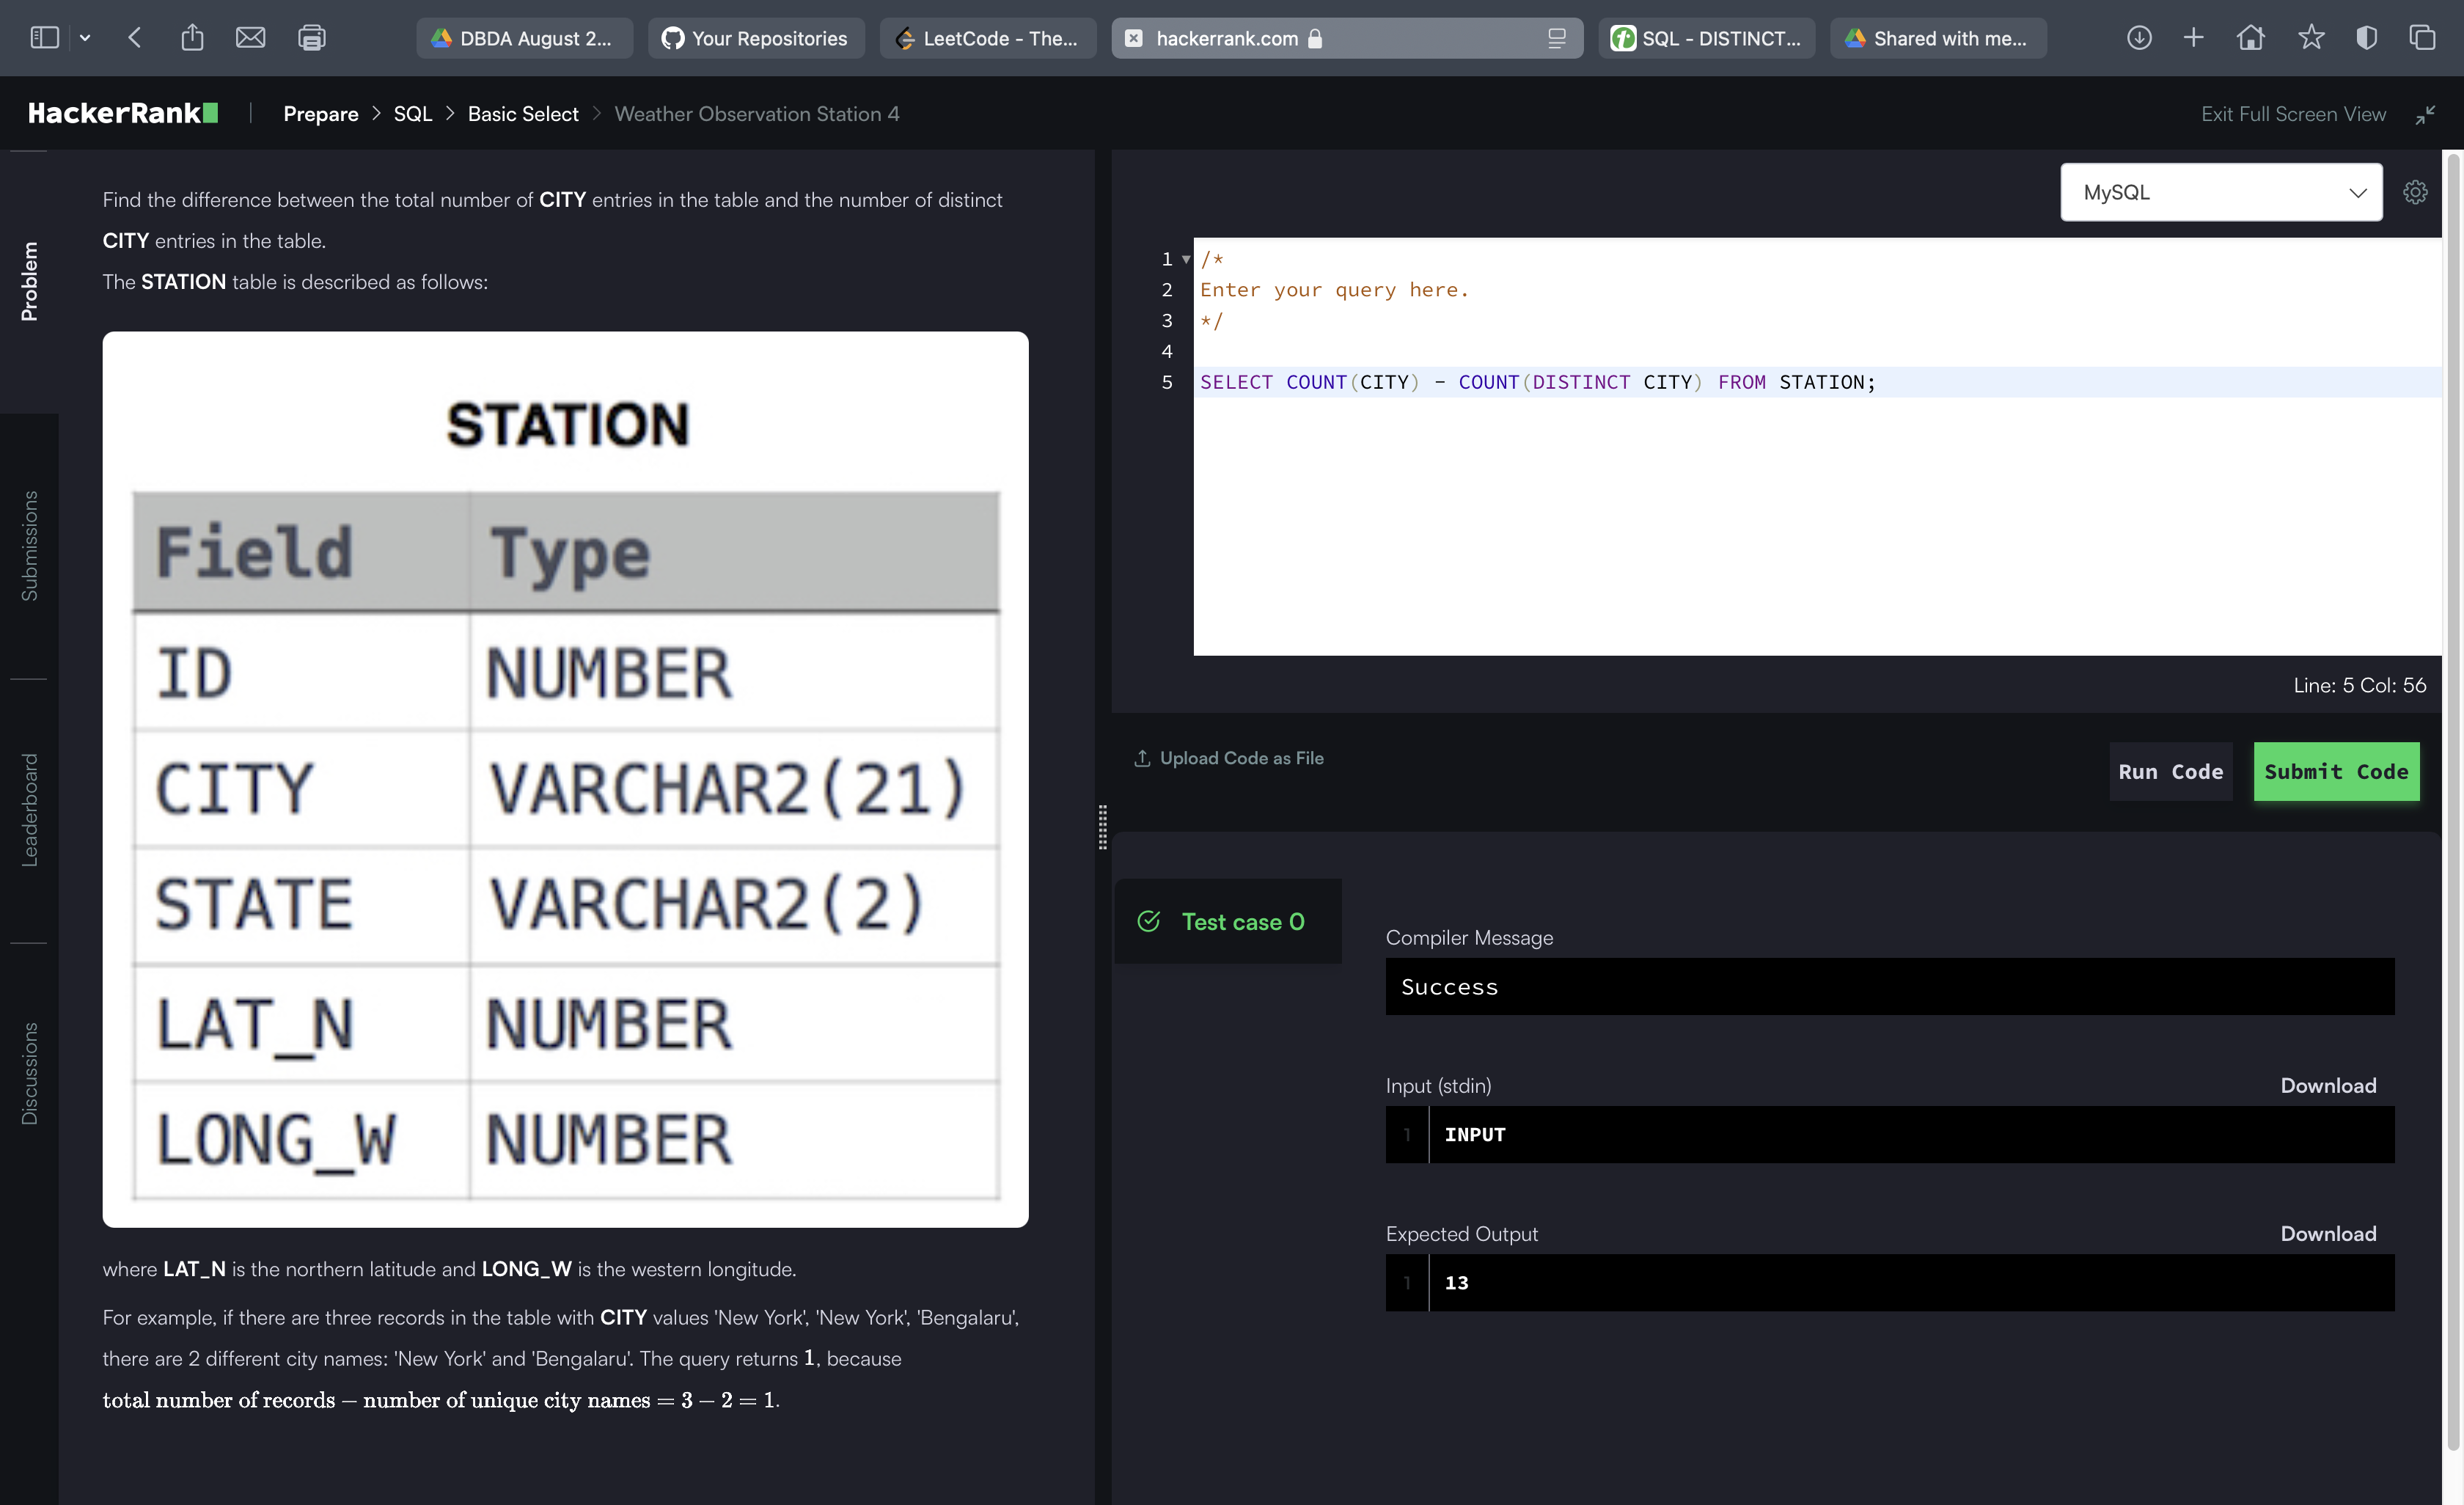 DBDA August 2...
Your Repositories
LeetCode - The...
hackerrank.com
SQL - DISTINCT...
Shared with me...
HackerRank
Prepare > SQL > Basic Select > Weather Observation Station 4
Exit Full Screen View
Problem
Submissions
Leaderboard
Discussions
Find the difference between the total number of CITY entries in the table and the number of distinct
CITY entries in the table.
The STATION table is described as follows:
STATION
Field Type
ID NUMBER
CITY VARCHAR2(21)
STATE VARCHAR2(2)
LAT_N NUMBER
LONG_W NUMBER
where LAT_N is the northern latitude and LONG_W is the western longitude.
For example, if there are three records in the table with CITY values 'New York', 'New York', 'Bengalaru',
there are 2 different city names: 'New York' and 'Bengalaru'. The query returns 1, because
total number of records − number of unique city names = 3 − 2 = 1.
MySQL
1 /*
2 Enter your query here.
3 */
4
5 SELECT COUNT(CITY) - COUNT(DISTINCT CITY) FROM STATION;
Line: 5 Col: 56
Upload Code as File
Run Code
Submit Code
Test case 0
Compiler Message
Success
Input (stdin)
Download
1 INPUT
Expected Output
Download
1 13